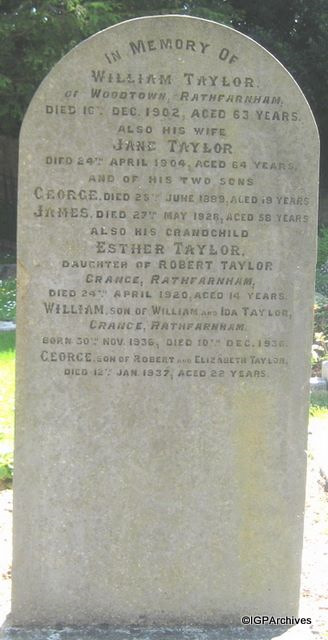 IN MEMORY OF
WILLIAM TAYLOR,
OF WOODTOWN, RATHFARNHAM,
DIED 16TH DEC. 1902, AGED 63 YEARS.
ALSO HIS WIFE
JANE TAYLOR
DIED 24TH APRIL 1904, AGED 64 YEARS,
AND OF HIS TWO SONS
GEORGE, DIED 25TH JUNE 1889, AGED 19 YEARS
JAMES, DIED 27TH MAY 1928, AGED 58 YEARS
ALSO HIS GRANDCHILD
ESTHER TAYLOR,
DAUGHTER OF ROBERT TAYLOR
GRANGE, RATHFARNHAM,
DIED 24TH APRIL 1920, AGED 14 YEARS.
WILLIAM, SON OF WILLIAM AND IDA TAYLOR,
GRANGE, RATHFARNHAM.
BORN 30TH NOV. 1936, DIED 10TH DEC. 1936.
GEORGE, SON OF ROBERT AND ELIZABETH TAYLOR,
DIED 12TH JAN. 1937, AGED 22 YEARS.
©IGPArchives